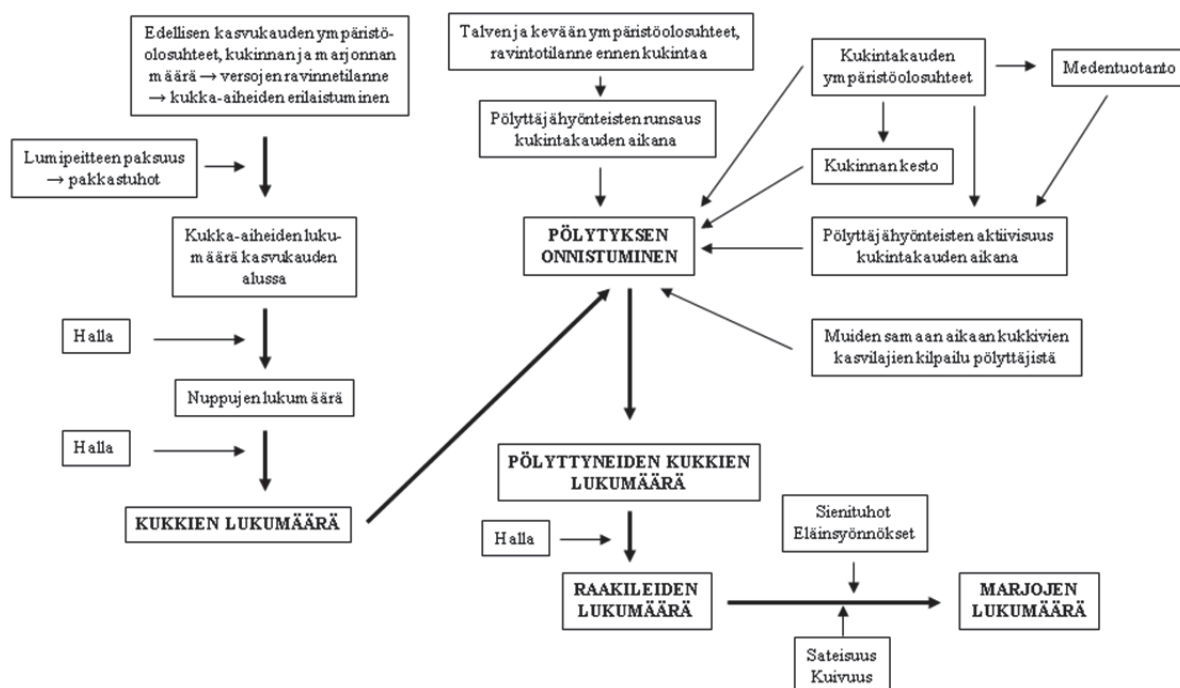 Edellisen kasvukauden ympäristö-
olosuhteet, kukinnan ja marjonnan
määrä → versojen ravinnetilanne
→ kukka-aiheiden erilaistuminen
Lumipeitteen paksuus
→ pakkastuhot
Kukka-aiheiden luku-
määrä kasvukauden
alussa
Halla
Nuppujen lukumäärä
Halla
KUKKIEN LUKUMÄÄRÄ
Talven ja kevään ympäristöolosuhteet,
ravintotilanne ennen kukintaa
Pölyttäjähyönteisten runsaus
kukintakauden aikana
Kukintakauden
ympäristöolosuhteet
Medentuotanto
Kukinnan kesto
PÖLYTYKSEN
ONNISTUMINEN
Pölyttäjähyönteisten aktiivisuus
kukintakauden aikana
Muiden samaan aikaan kukkivien
kasvilajien kilpailu pölyttäjistä
PÖLYTTYNEIDEN KUKKIEN
LUKUMÄÄRÄ
Halla
RAAKILEIDEN
LUKUMÄÄRÄ
Sienituhot
Eläinsyönnökset
Sateisuus
Kuivuus
MARJOJEN
LUKUMÄÄRÄ